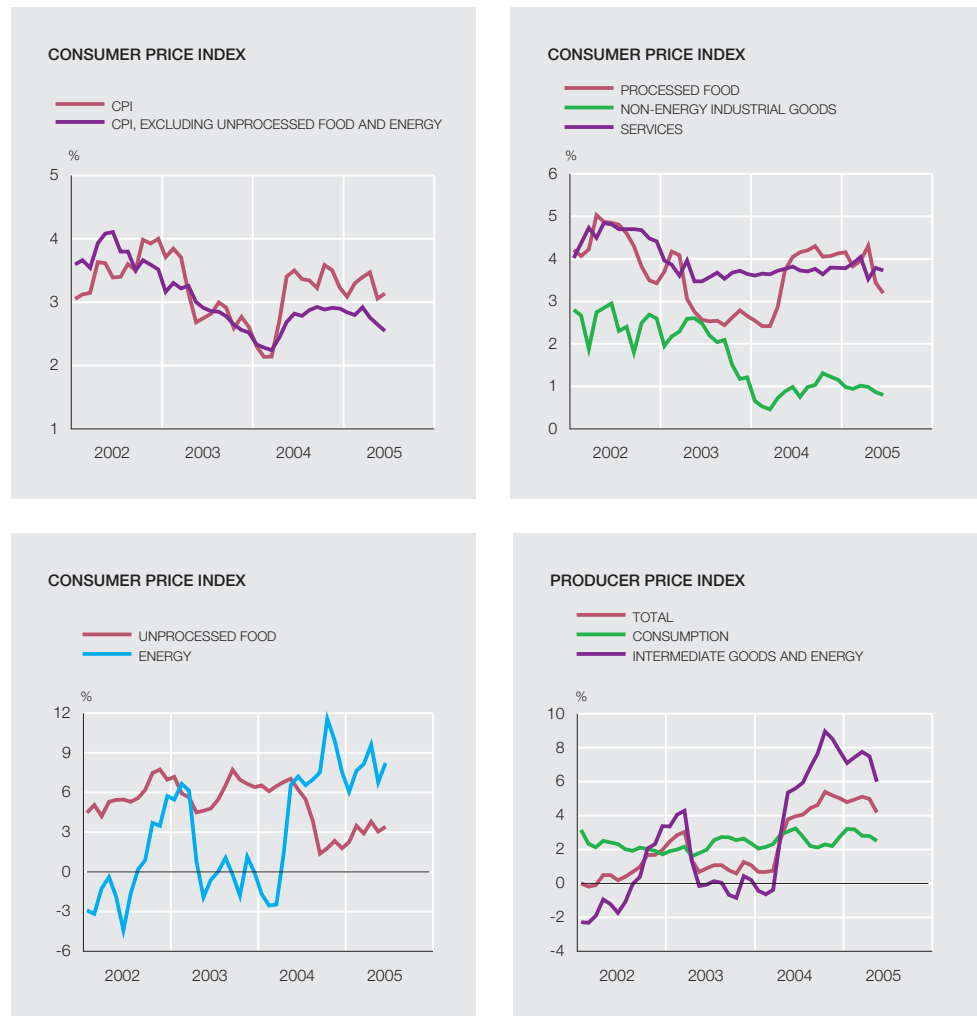 CONSUMER PRICE INDEX
CPI
CPI, EXCLUDING UNPROCESSED FOOD AND ENERGY
%
5
4
3
2
1
2002 2003 2004 2005
CONSUMER PRICE INDEX
PROCESSED FOOD
NON-ENERGY INDUSTRIAL GOODS
SERVICES
%
6
5
4
3
2
1
0
2002 2003 2004 2005
CONSUMER PRICE INDEX
UNPROCESSED FOOD
ENERGY
%
12
9
6
3
0
-3
-6
2002 2003 2004 2005
PRODUCER PRICE INDEX
TOTAL
CONSUMPTION
INTERMEDIATE GOODS AND ENERGY
%
10
8
6
4
2
0
-2
-4
2002 2003 2004 2005